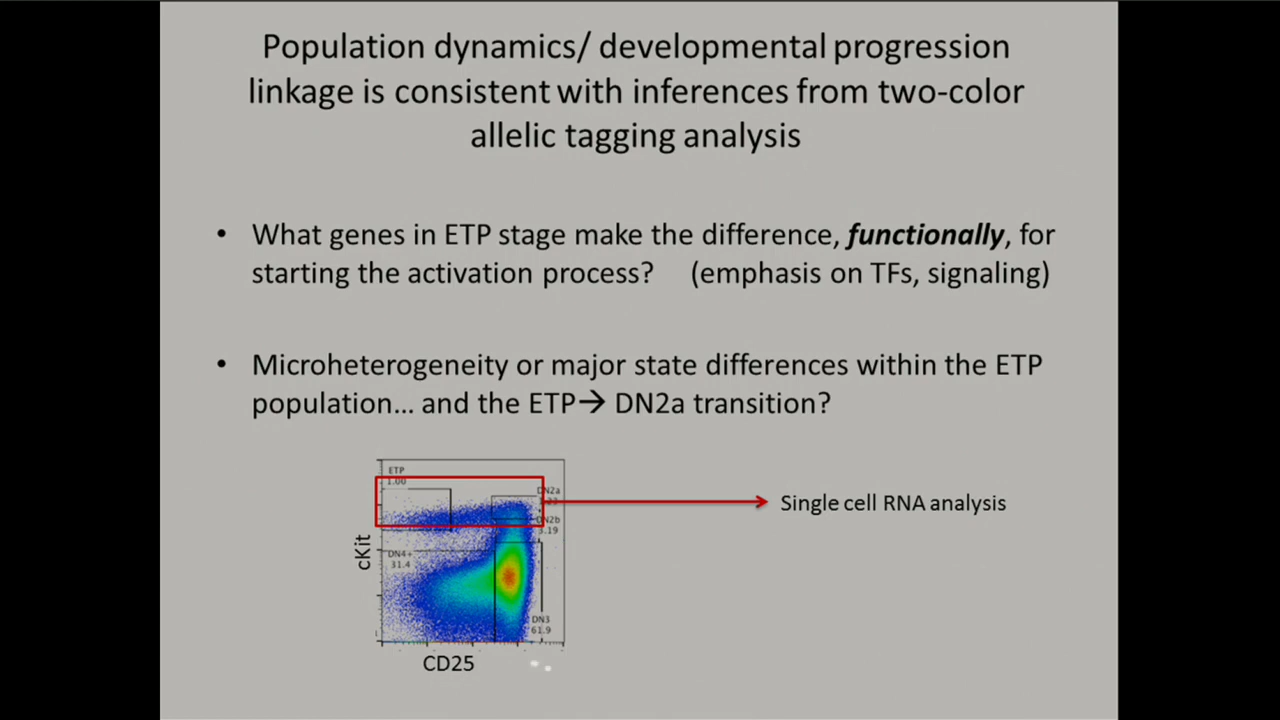 Population dynamics/ developmental progression
linkage is consistent with inferences from two-color
allelic tagging analysis
• What genes in ETP stage make the difference, functionally, for
starting the activation process? (emphasis on TFs, signaling)
• Microheterogeneity or major state differences within the ETP
population... and the ETP→ DN2a transition?
ETP
1.00
DN2a
Single cell RNA analysis
DN2b
3.19
cKit
DN4+
31.4
DN3
61.9
CD25